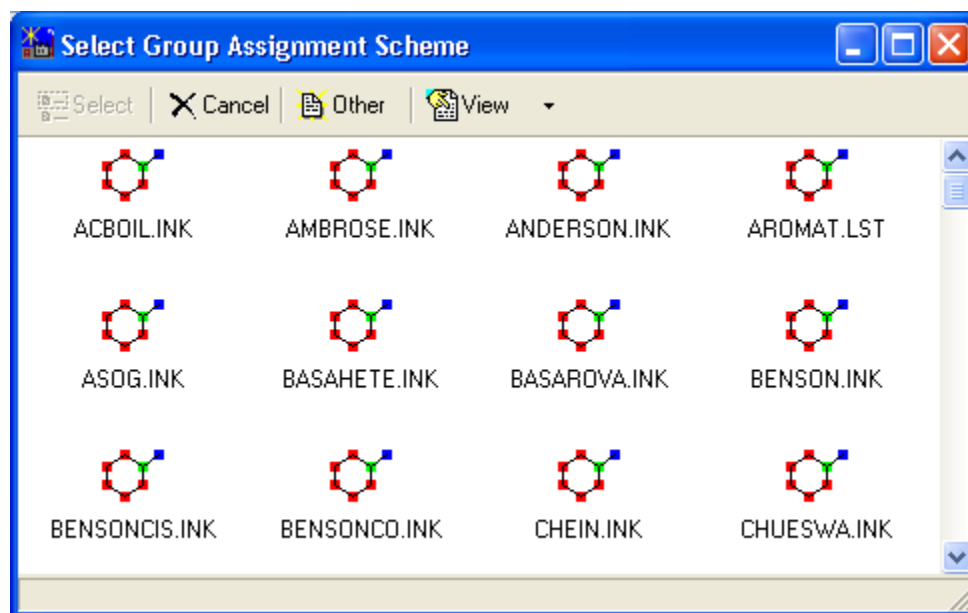 Select Group Assignment Scheme
Select Cancel Other View
ACBOIL.INK AMBROSE.INK ANDERSON.INK AROMAT.LST
ASOG.INK BASAHETE.INK BASAROVA.INK BENSON.INK
BENSONCIS.INK BENSONCO.INK CHEIN.INK CHUESWA.INK